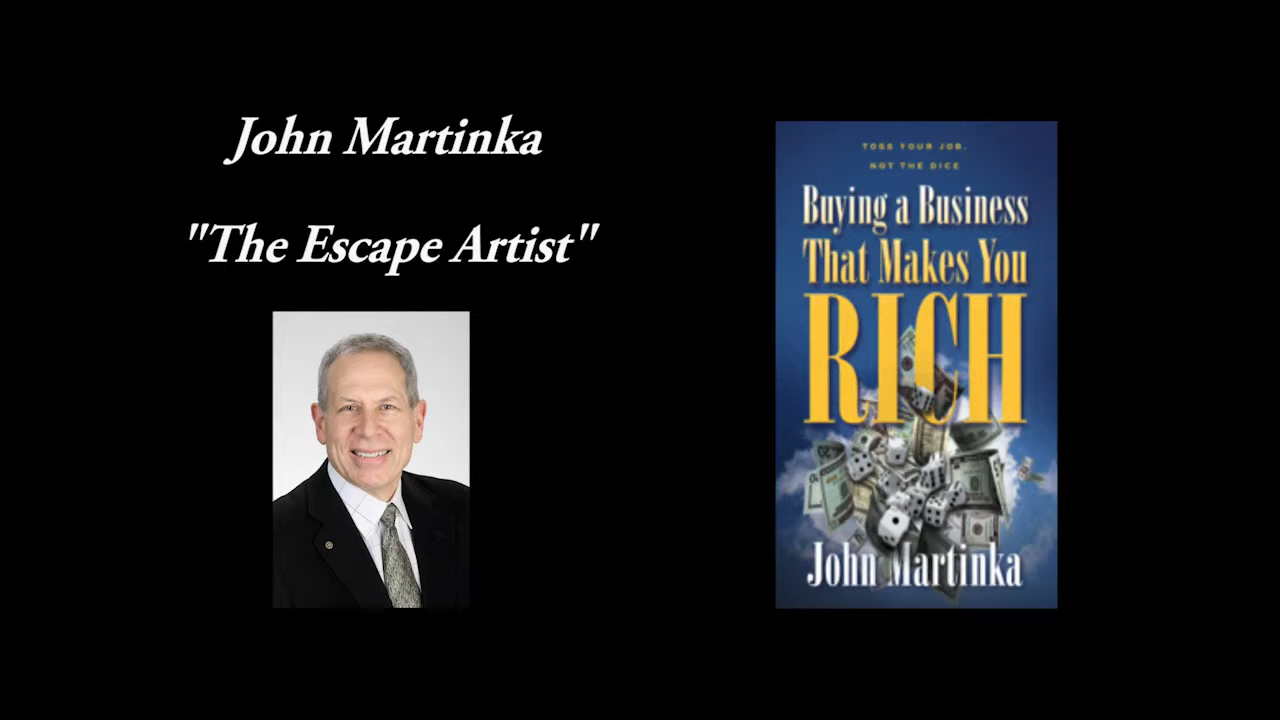 John Martinka
"The Escape Artist"
TOSS YOUR JOB,
NOT THE DICE
Buying a Business
That Makes You
RICH
John Martinka